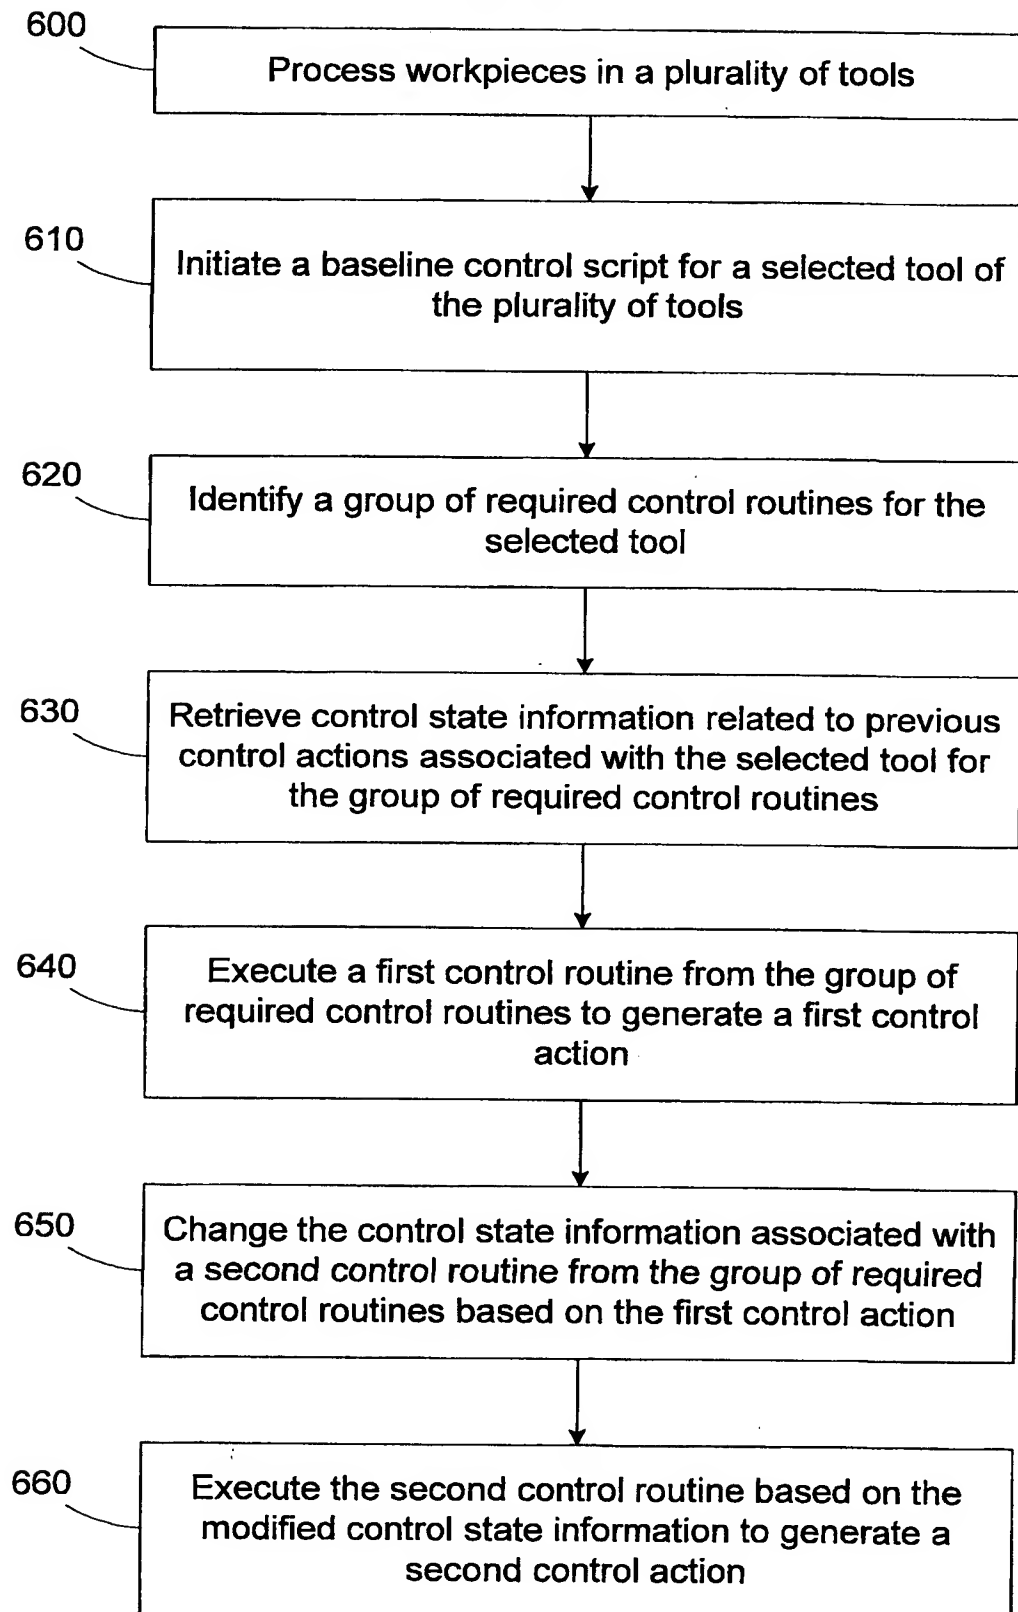 600
Process workpieces in a plurality of tools
610
Initiate a baseline control script for a selected tool of
the plurality of tools
620
Identify a group of required control routines for the
selected tool
630
Retrieve control state information related to previous
control actions associated with the selected tool for
the group of required control routines
640
Execute a first control routine from the group of
required control routines to generate a first control
action
650
Change the control state information associated with
a second control routine from the group of required
control routines based on the first control action
660
Execute the second control routine based on the
modified control state information to generate a
second control action